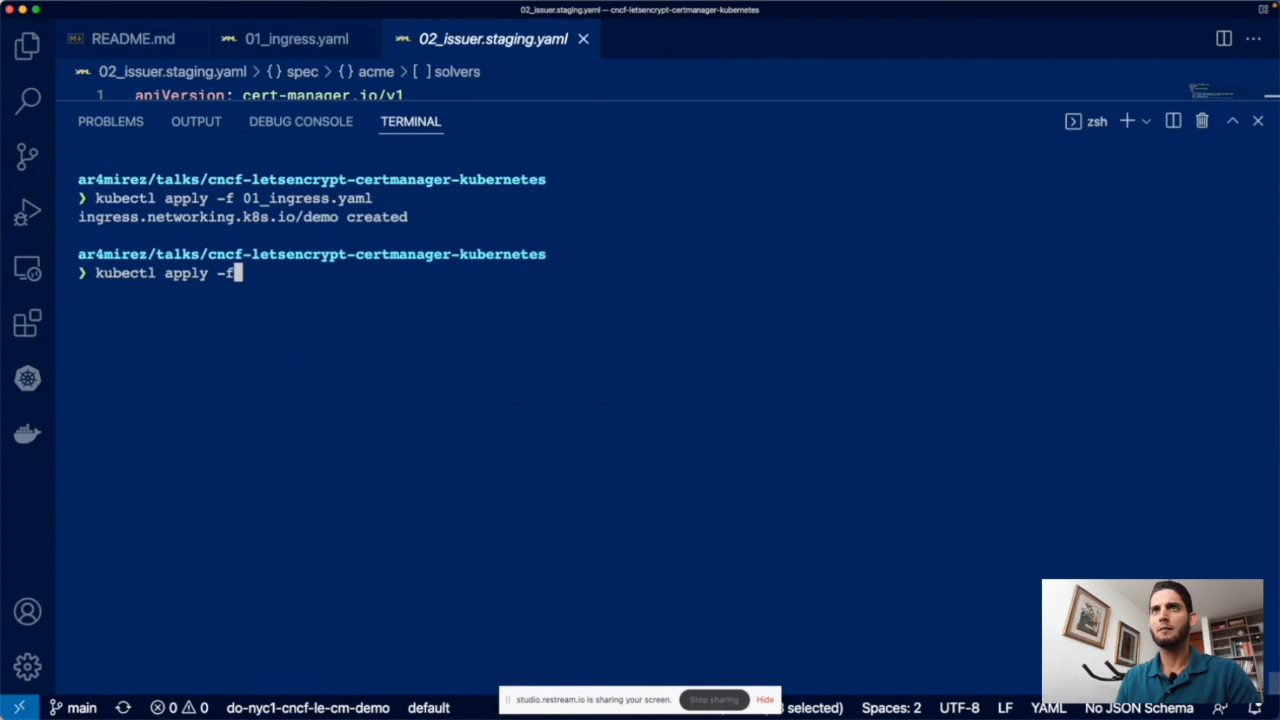 02_issuer.staging.yaml — cncf-letsencrypt-certmanager-kubernetes
README.md 01_ingress.yaml 02_issuer.staging.yaml
02_issuer.staging.yaml > {} spec > {} acme > [ ] solvers
1 apiVersion: cert-manager.io/v1
PROBLEMS OUTPUT DEBUG CONSOLE TERMINAL zsh
ar4mirez/talks/cncf-letsencrypt-certmanager-kubernetes
❯ kubectl apply -f 01_ingress.yaml
ingress.networking.k8s.io/demo created
ar4mirez/talks/cncf-letsencrypt-certmanager-kubernetes
❯ kubectl apply -f
studio.restream.io is sharing your screen. Stop sharing Hide
main 0 0 do-nyc1-cncf-le-cm-demo default selected) Spaces: 2 UTF-8 LF YAML No JSON Schema